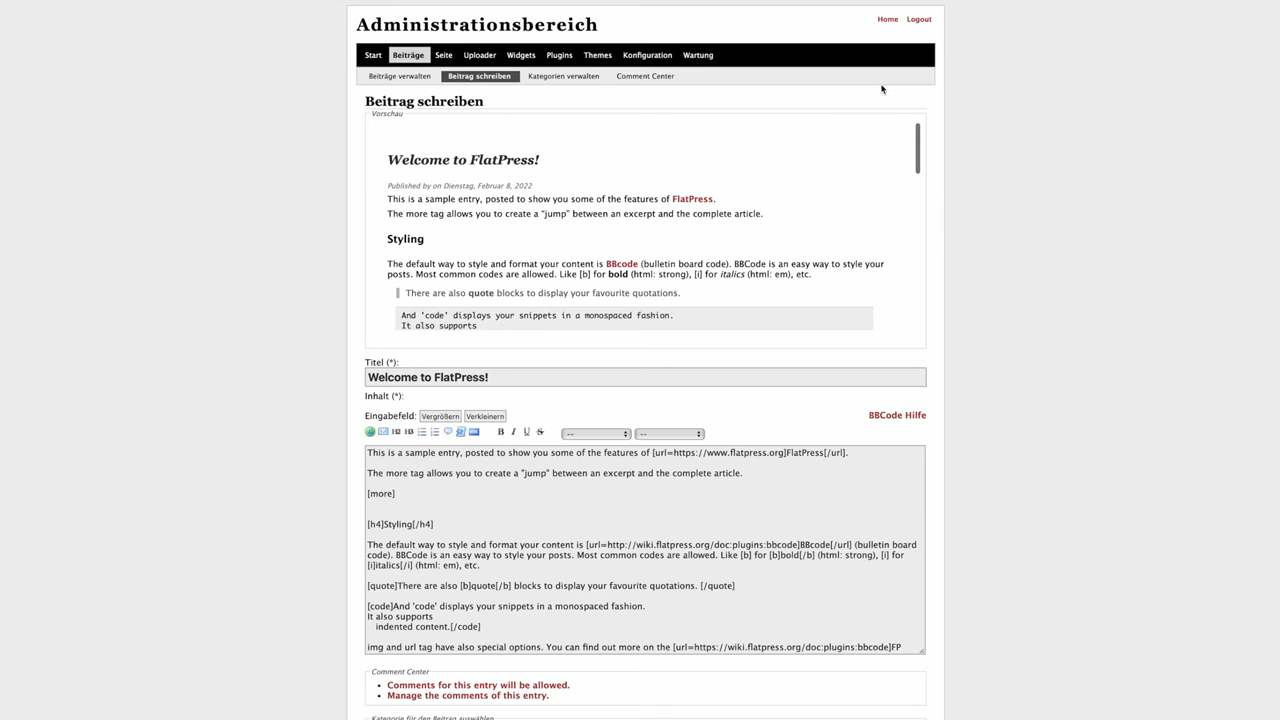 Administrationsbereich
Home Logout
Start Beiträge Seite Uploader Widgets Plugins Themes Konfiguration Wartung
Beiträge verwalten Beitrag schreiben Kategorien verwalten Comment Center
Beitrag schreiben
Vorschau
Welcome to FlatPress!
Published by on Dienstag, Februar 8, 2022
This is a sample entry, posted to show you some of the features of FlatPress.
The more tag allows you to create a "jump" between an excerpt and the complete article.
Styling
The default way to style and format your content is BBcode (bulletin board code). BBCode is an easy way to style your
posts. Most common codes are allowed. Like [b] for bold (html: strong), [i] for italics (html: em), etc.
There are also quote blocks to display your favourite quotations.
And 'code' displays your snippets in a monospaced fashion.
It also supports
Titel (*):
Welcome to FlatPress!
Inhalt (*):
Eingabefeld: Vergrößern Verkleinern
BBCode Hilfe
H2 H3 B I U S -- --
This is a sample entry, posted to show you some of the features of [url=https://www.flatpress.org]FlatPress[/url].
The more tag allows you to create a "jump" between an excerpt and the complete article.
[more]
[h4]Styling[/h4]
The default way to style and format your content is [url=http://wiki.flatpress.org/doc:plugins:bbcode]BBcode[/url] (bulletin board
code). BBCode is an easy way to style your posts. Most common codes are allowed. Like [b] for [b]bold[/b] (html: strong), [i] for
[i]italics[/i] (html: em), etc.
[quote]There are also [b]quote[/b] blocks to display your favourite quotations. [/quote]
[code]And 'code' displays your snippets in a monospaced fashion.
It also supports
indented content.[/code]
img and url tag have also special options. You can find out more on the [url=https://wiki.flatpress.org/doc:plugins:bbcode]FP
Comment Center
Comments for this entry will be allowed.
Manage the comments of this entry.
Kategorie für den Beitrag auswählen